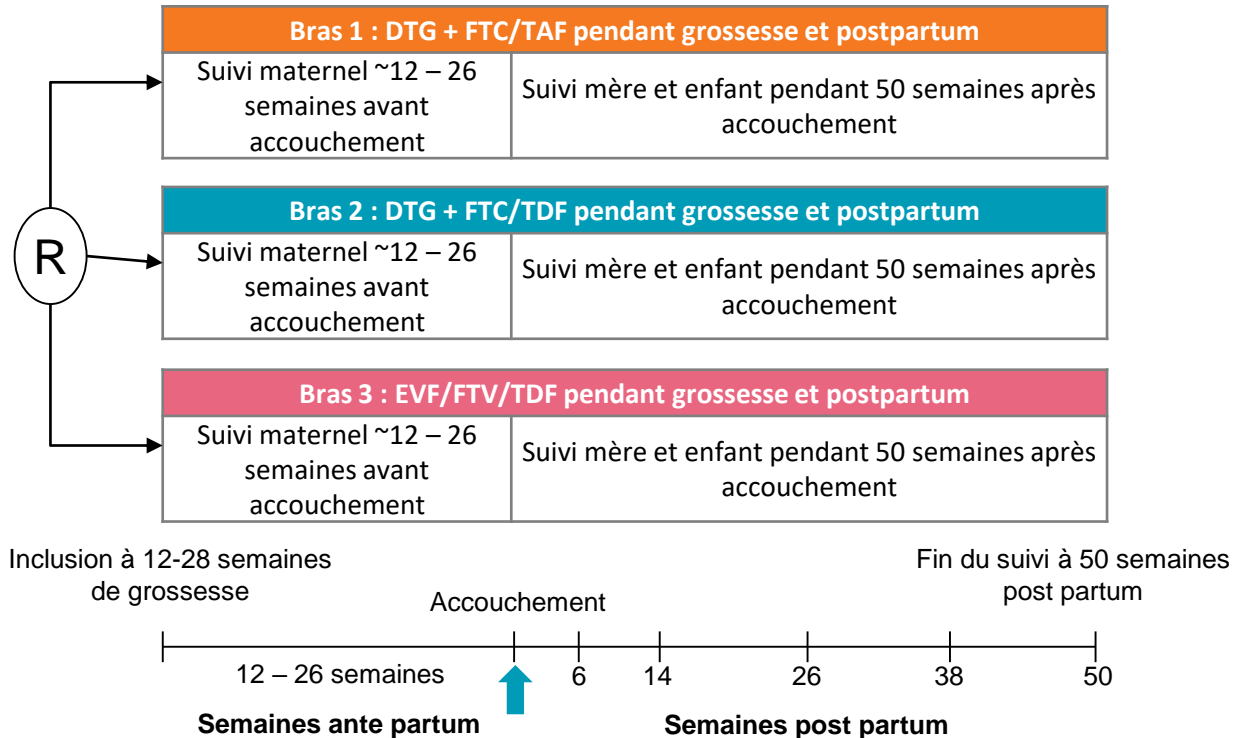 Bras 1 : DTG + FTC/TAF pendant grossesse et postpartum
Suivi maternel ~12 – 26
semaines avant
accouchement
Suivi mère et enfant pendant 50 semaines après
accouchement
R
Bras 2 : DTG + FTC/TDF pendant grossesse et postpartum
Suivi maternel ~12 – 26
semaines avant
accouchement
Suivi mère et enfant pendant 50 semaines après
accouchement
Bras 3 : EVF/FTV/TDF pendant grossesse et postpartum
Suivi maternel ~12 – 26
semaines avant
accouchement
Suivi mère et enfant pendant 50 semaines après
accouchement
Inclusion à 12-28 semaines
de grossesse
Accouchement
Fin du suivi à 50 semaines
post partum
12 – 26 semaines
6
14
26
38
50
Semaines ante partum
Semaines post partum